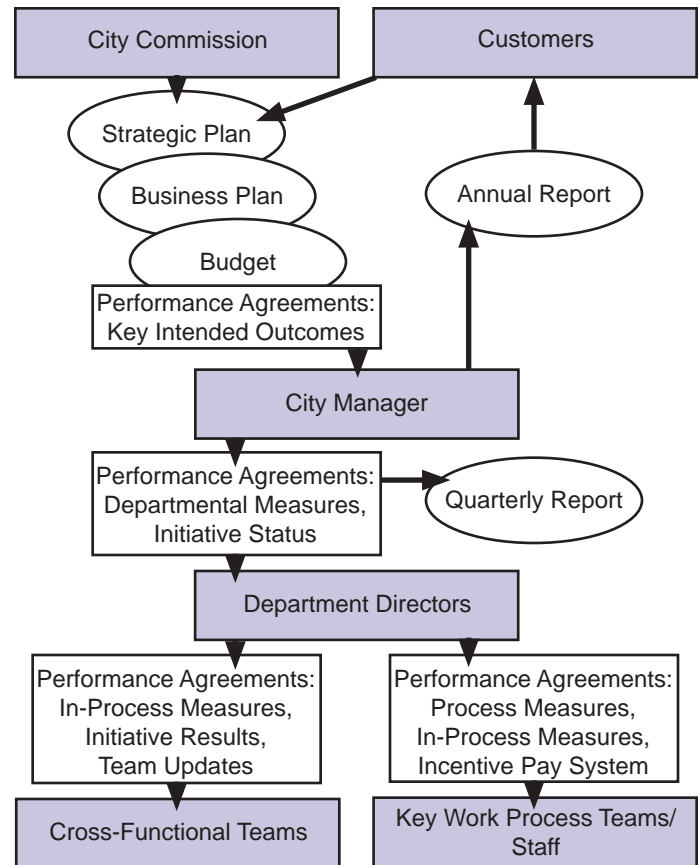 City Commission
Customers
Strategic Plan
Business Plan
Annual Report
Budget
Performance Agreements:
Key Intended Outcomes
City Manager
Performance Agreements:
Departmental Measures,
Initiative Status
Quarterly Report
Department Directors
Performance Agreements:
In-Process Measures,
Initiative Results,
Team Updates
Performance Agreements:
Process Measures,
In-Process Measures,
Incentive Pay System
Cross-Functional Teams
Key Work Process Teams/
Staff